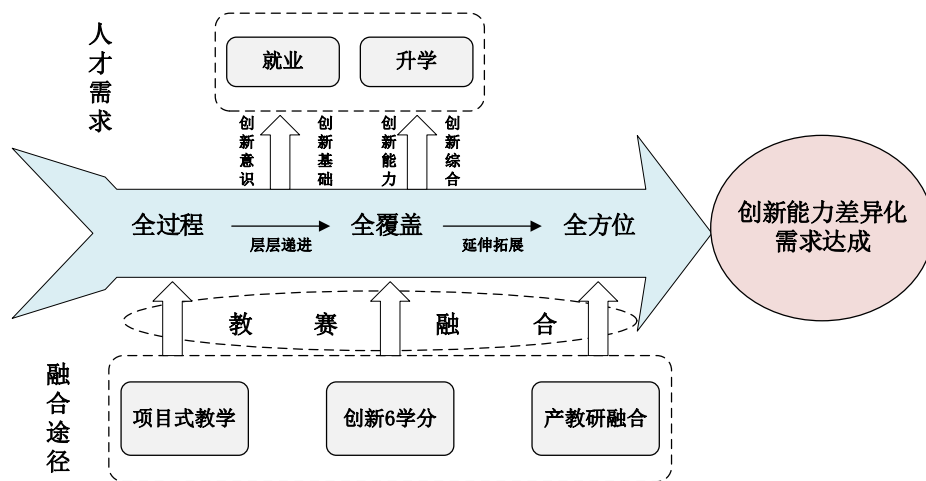 人才需求
就业
升学
创新意识
创新基础
创新能力
创新综合
全过程
层层递进
全覆盖
延伸拓展
全方位
创新能力差异化
需求达成
教赛融合
融合途径
项目式教学
创新6学分
产教研融合